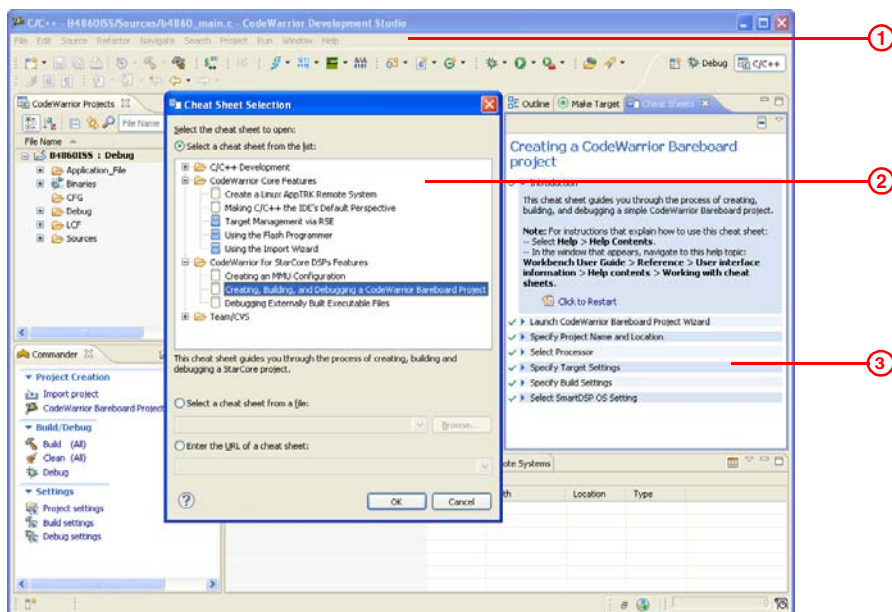 C/C++ - B4860ISS/Sources/b4860_main.c - CodeWarrior Development Studio
File Edit Source Refactor Navigate Search Project Run Window Help
1
Debug C/C++
CodeWarrior Projects
File Name
File Name
B4860ISS : Debug
Application_File
Binaries
CFG
Debug
LCF
Sources
Commander
Project Creation
Import project
CodeWarrior Bareboard Project
Build/Debug
Build (All)
Clean (All)
Debug
Settings
Project settings
Build settings
Debug settings
Cheat Sheet Selection
Select the cheat sheet to open:
Select a cheat sheet from the list:
C/C++ Development
CodeWarrior Core Features
Create a Linux AppTRK Remote System
Making C/C++ the IDE's Default Perspective
Target Management via RSE
Using the Flash Programmer
Using the Import Wizard
CodeWarrior for StarCore DSPs Features
Creating an MMU Configuration
Creating, Building, and Debugging a CodeWarrior Bareboard Project
Debugging Externally Built Executable Files
Team/CVS
2
This cheat sheet guides you through the process of creating, building and
debugging a StarCore project.
Select a cheat sheet from a file:
Browse...
Enter the URL of a cheat sheet:
?
OK Cancel
Outline Make Target Cheat Sheets
Creating a CodeWarrior Bareboard
project
Introduction
This cheat sheet guides you through the process of creating,
building, and debugging a simple CodeWarrior Bareboard project.
Note: For instructions that explain how to use this cheat sheet:
-- Select Help > Help Contents.
-- In the window that appears, navigate to this help topic:
Workbench User Guide > Reference > User interface
information > Help contents > Working with cheat
sheets.
Click to Restart
Launch CodeWarrior Bareboard Project Wizard
Specify Project Name and Location
Select Processor
Specify Target Settings
Specify Build Settings
Select SmartDSP OS Setting
3
ote Systems
th Location Type